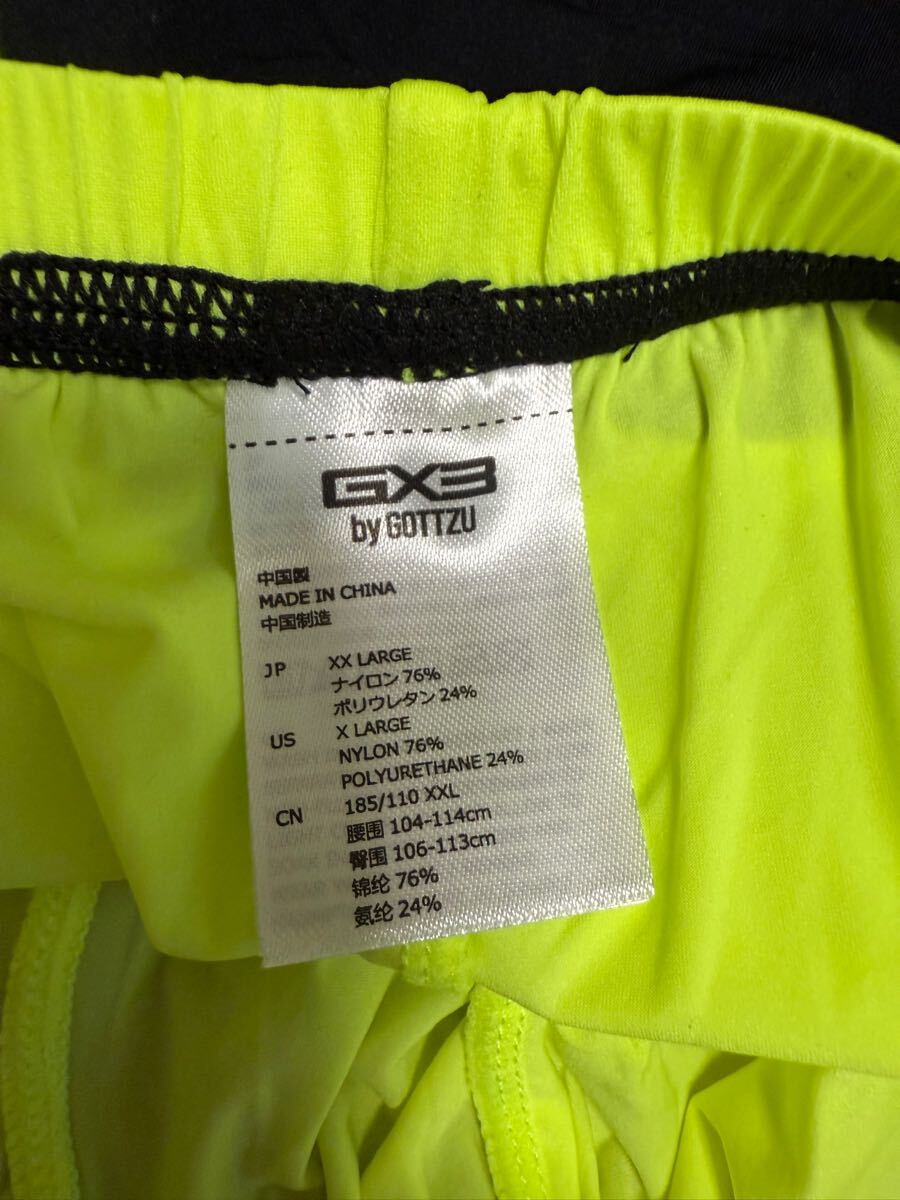 GX3
by GOTTZU
中国製
MADE IN CHINA
中国制造
JP XX LARGE
ナイロン 76%
ポリウレタン 24%
US X LARGE
NYLON 76%
POLYURETHANE 24%
CN 185/110 XXL
腰围 104-114cm
臀围 106-113cm
锦纶 76%
氨纶 24%